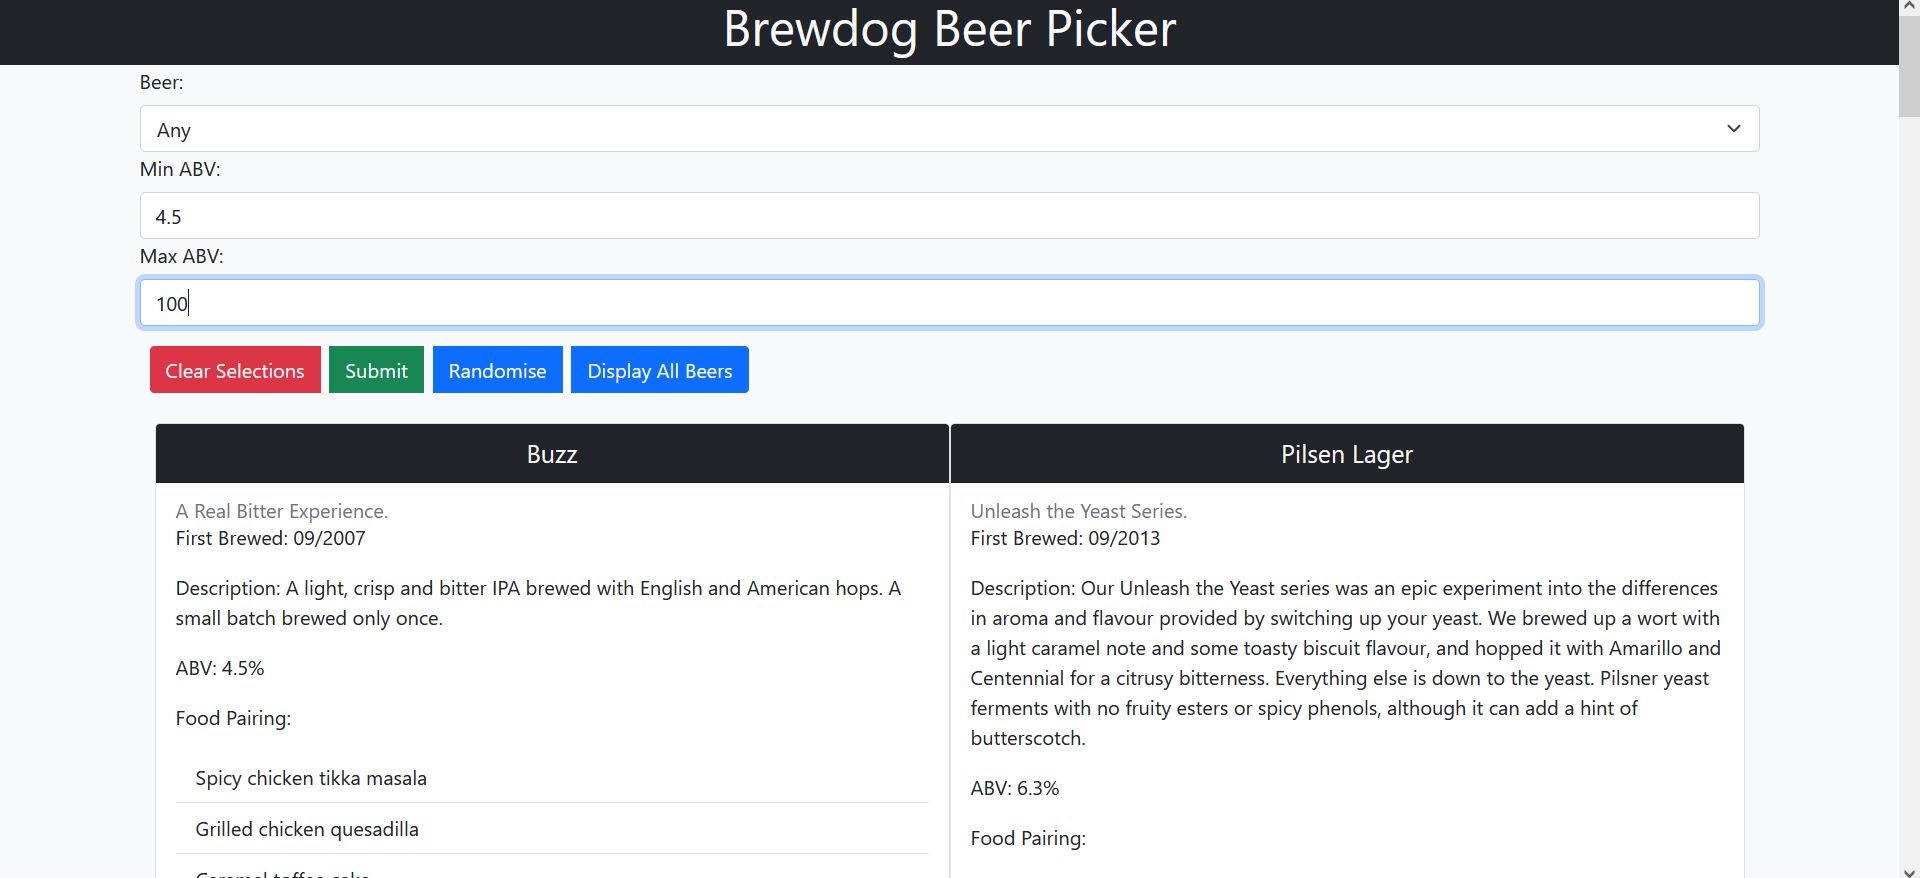 Brewdog Beer Picker
Beer:
Any
Min ABV:
4.5
Max ABV:
100
Clear Selections
Submit
Randomise
Display All Beers
Buzz
A Real Bitter Experience.
First Brewed: 09/2007
Description: A light, crisp and bitter IPA brewed with English and American hops. A
small batch brewed only once.
ABV: 4.5%
Food Pairing:
Spicy chicken tikka masala
Grilled chicken quesadilla
Caramel toffee cake
Pilsen Lager
Unleash the Yeast Series.
First Brewed: 09/2013
Description: Our Unleash the Yeast series was an epic experiment into the differences
in aroma and flavour provided by switching up your yeast. We brewed up a wort with
a light caramel note and some toasty biscuit flavour, and hopped it with Amarillo and
Centennial for a citrusy bitterness. Everything else is down to the yeast. Pilsner yeast
ferments with no fruity esters or spicy phenols, although it can add a hint of
butterscotch.
ABV: 6.3%
Food Pairing: